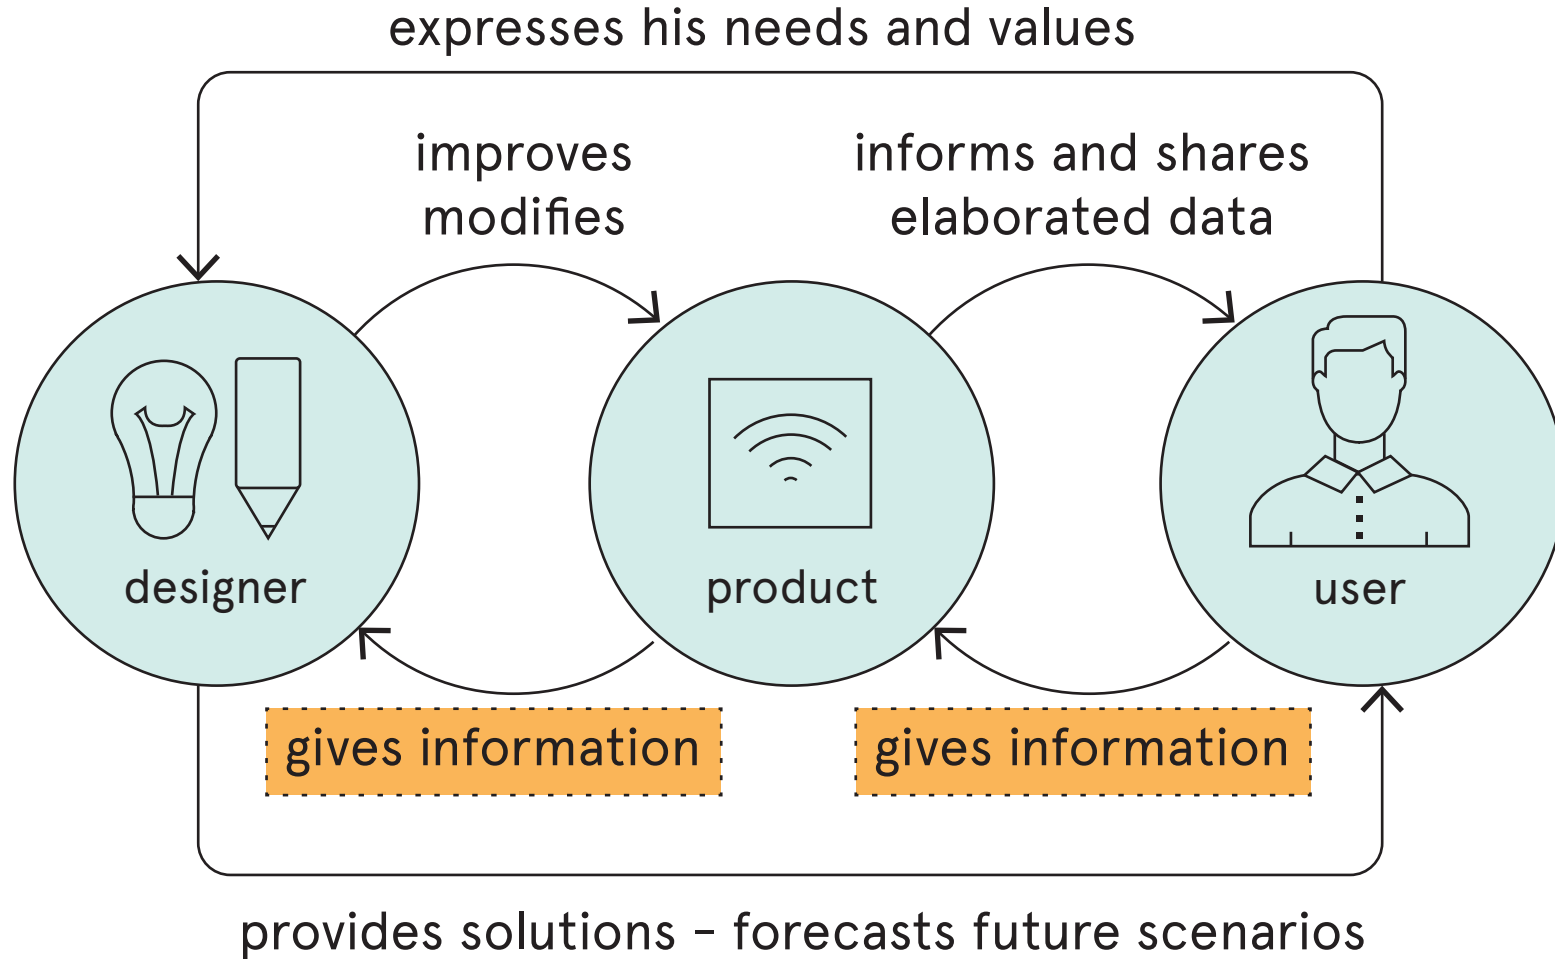 expresses his needs and values
improves
modifies
informs and shares
elaborated data
designer
product
user
gives information
gives information
provides solutions – forecasts future scenarios